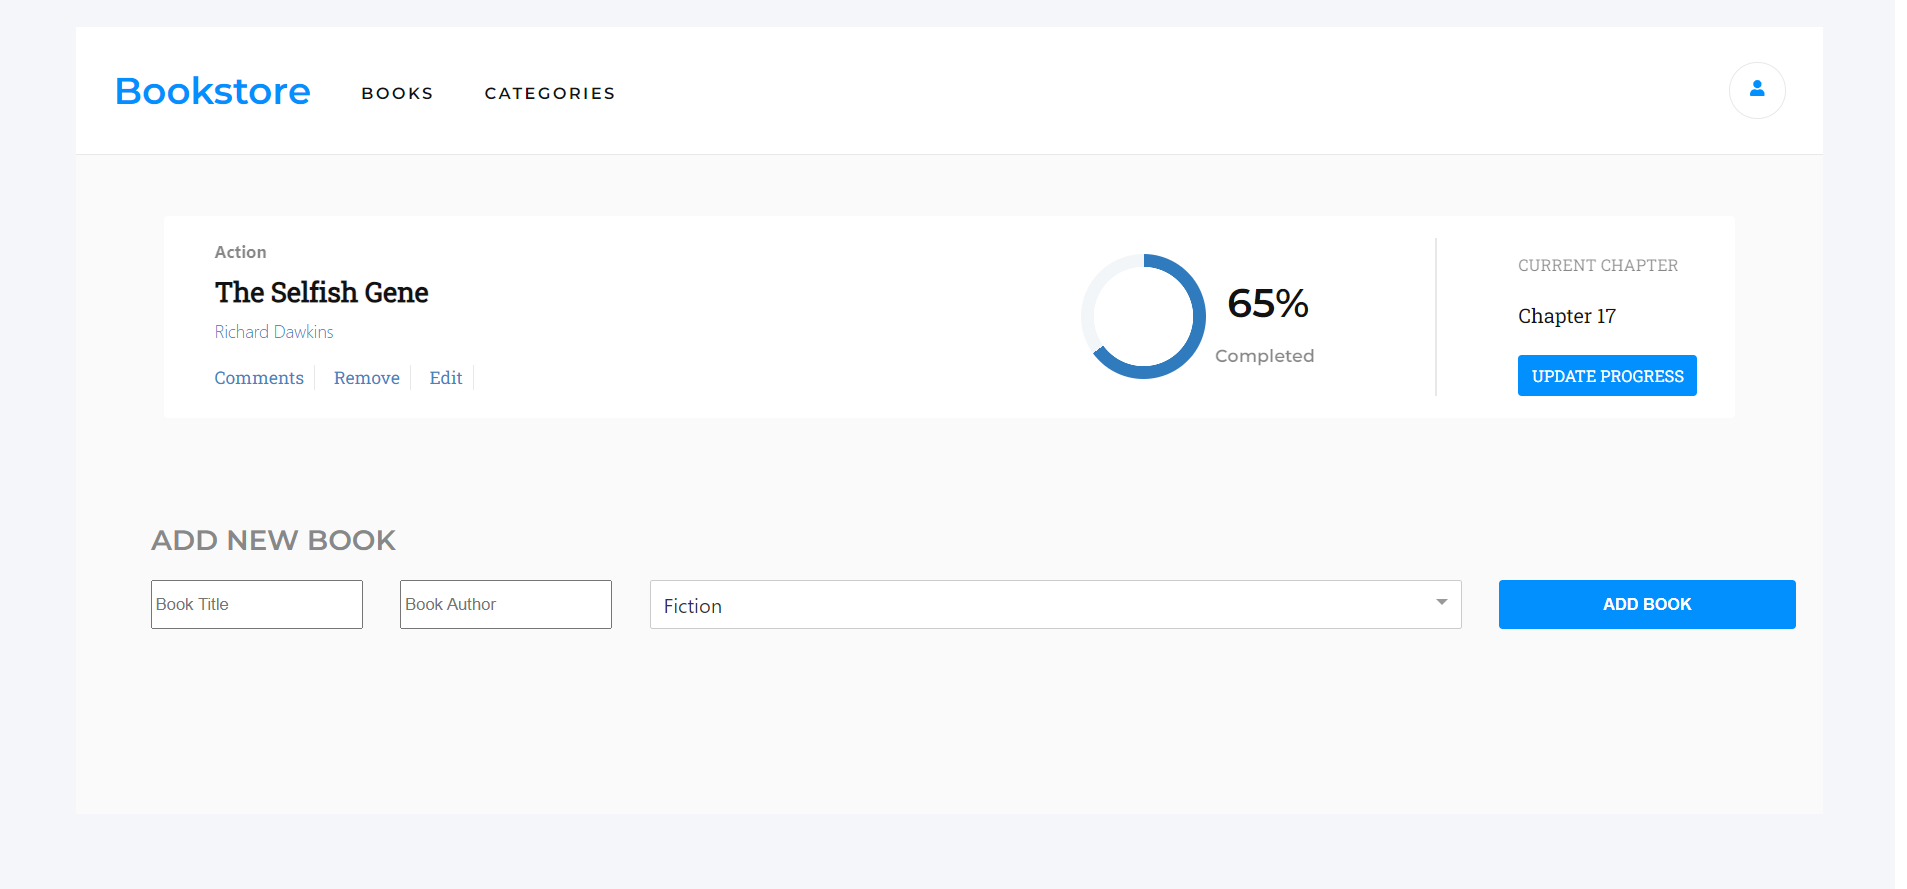 Bookstore
BOOKS
CATEGORIES
Action
The Selfish Gene
Richard Dawkins
Comments
Remove
Edit
65%
Completed
CURRENT CHAPTER
Chapter 17
UPDATE PROGRESS
ADD NEW BOOK
Book Title
Book Author
Fiction
ADD BOOK